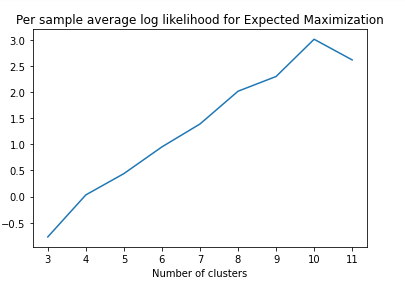 Per sample average log likelihood for Expected Maximization
3.0
2.5
2.0
1.5
1.0
0.5
0.0
−0.5
3 4 5 6 7 8 9 10 11
Number of clusters